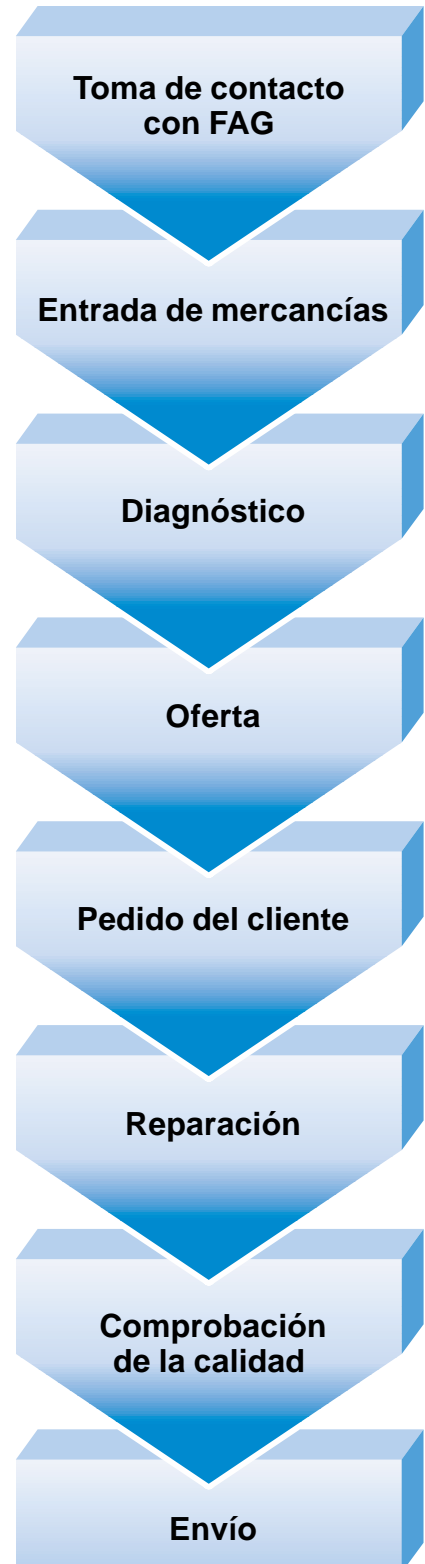 Toma de contacto
con FAG
Entrada de mercancías
Diagnóstico
Oferta
Pedido del cliente
Reparación
Comprobación
de la calidad
Envío